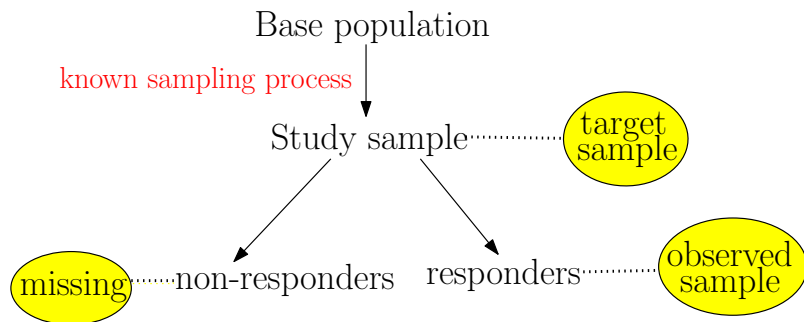 Base population
known sampling process
Study sample
target
sample
missing
non-responders
responders
observed
sample